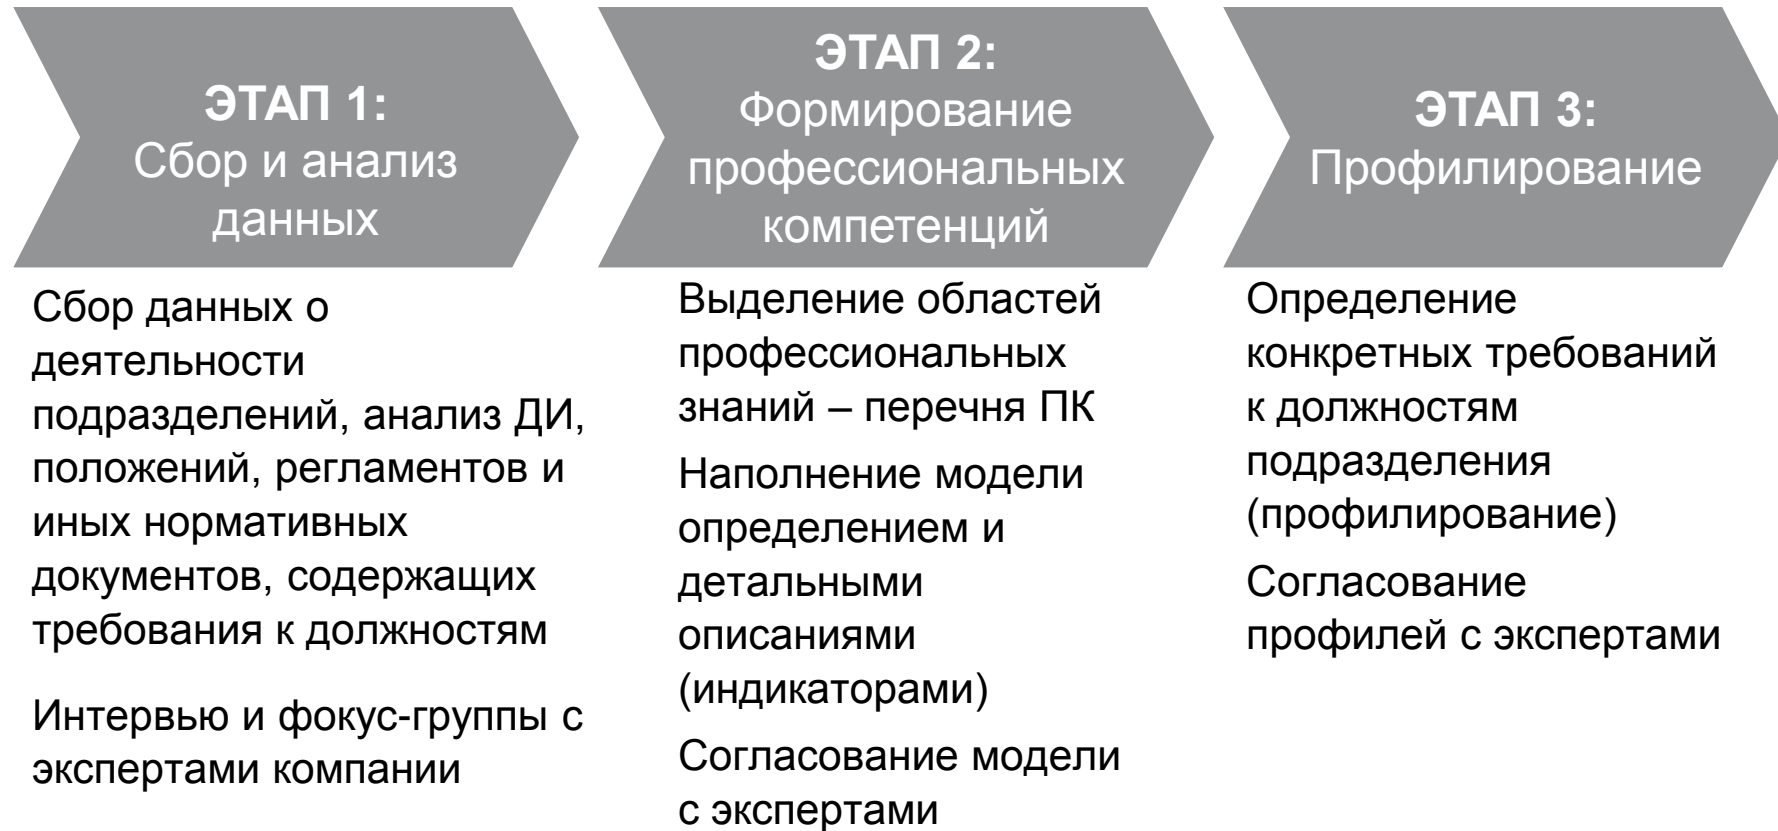 ЭТАП 1:
Сбор и анализ
данных
ЭТАП 2:
Формирование
профессиональных
компетенций
ЭТАП 3:
Профилирование
Сбор данных о
деятельности
подразделений, анализ ДИ,
положений, регламентов и
иных нормативных
документов, содержащих
требования к должностям
Интервью и фокус-группы с
экспертами компании
Выделение областей
профессиональных
знаний – перечня ПК
Наполнение модели
определением и
детальными
описаниями
(индикаторами)
Согласование модели
с экспертами
Определение
конкретных требований
к должностям
подразделения
(профилирование)
Согласование
профилей с экспертами